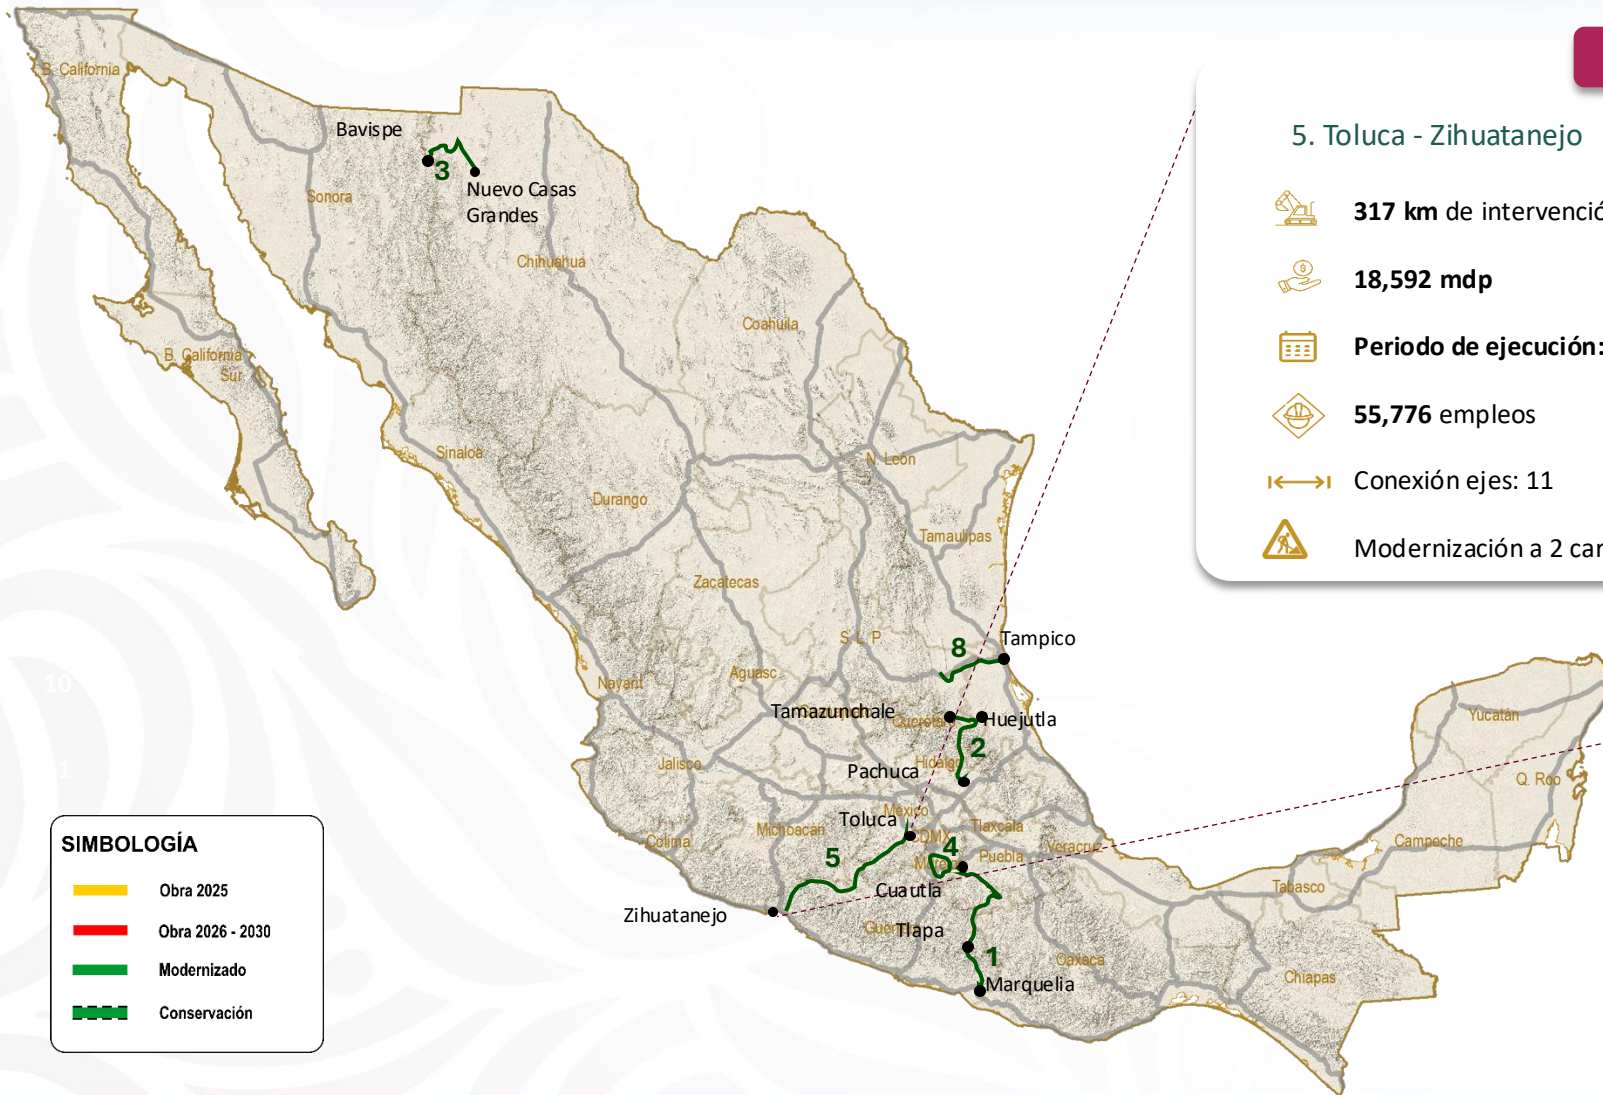 B. California
Bavispe
3
Sonora
Nuevo Casas
Grandes
Chihuahua
Coahuila
B. California
Sur
Sinaloa
N. León
Durango
Tamaulipas
Zacatecas
S. L. P
8
Tampico
Aguasc.
Nayarit
Tamazunchale
Huejutla
2
Jalisco
Hidalgo
Pachuca
México
Toluca
CDMX
Tlaxcala
Michoacán
Colima
5
4
Puebla
Veracruz
Cuautla
Zihuatanejo
Tlapa
1
Oaxaca
Marquelia
Yucatán
Q. Roo
Campeche
Tabasco
Chiapas
5. Toluca - Zihuatanejo
317 km de intervenció
18,592 mdp
Periodo de ejecución:
55,776 empleos
Conexión ejes: 11
Modernización a 2 car
10
1
SIMBOLOGÍA
Obra 2025
Obra 2026 - 2030
Modernizado
Conservación